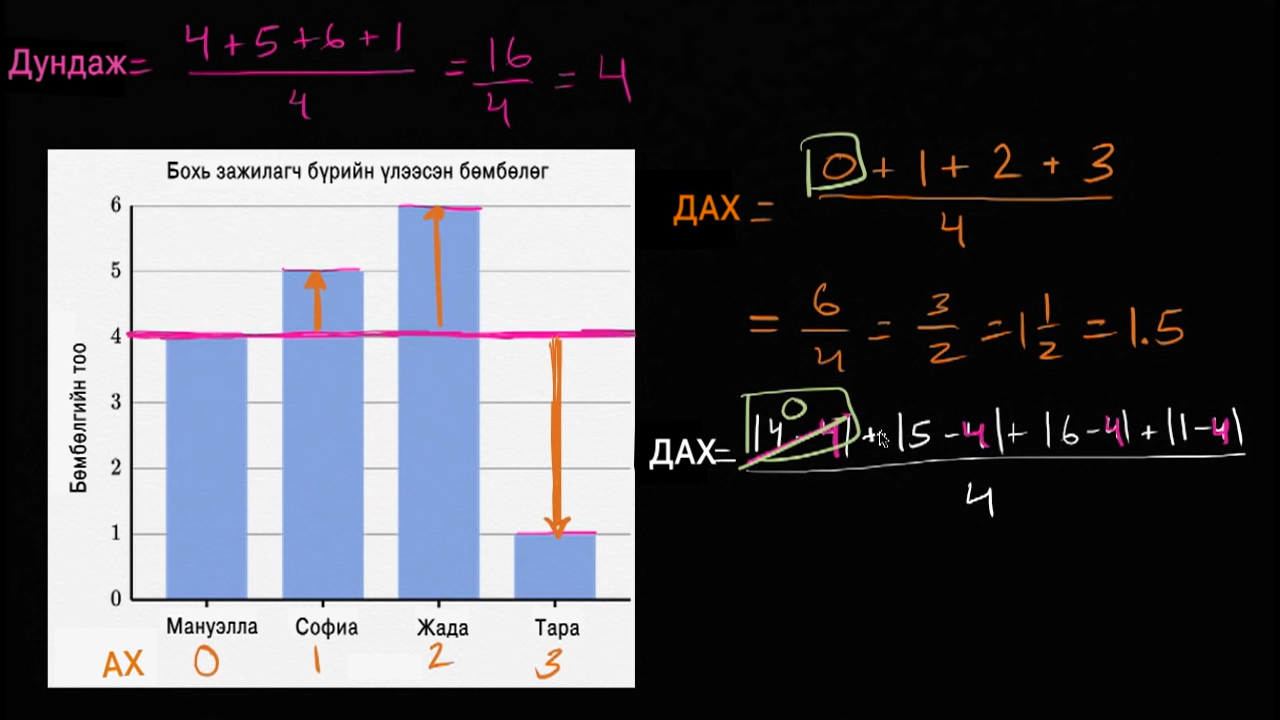 Дундаж = 4 + 5 + 6 + 1 / 4 = 16 / 4 = 4
Бохь зажилагч бүрийн үлээсэн бөмбөлөг
Бөмбөлгийн тоо
6
5
4
3
2
1
0
Мануэлла София Жада Тара
АХ 0 1 2 3
ДАХ = 0 + 1 + 2 + 3 / 4
= 6 / 4 = 3 / 2 = 1 1/2 = 1.5
0
ДАХ = |4 - 4| + |5 - 4| + |6 - 4| + |1 - 4| / 4